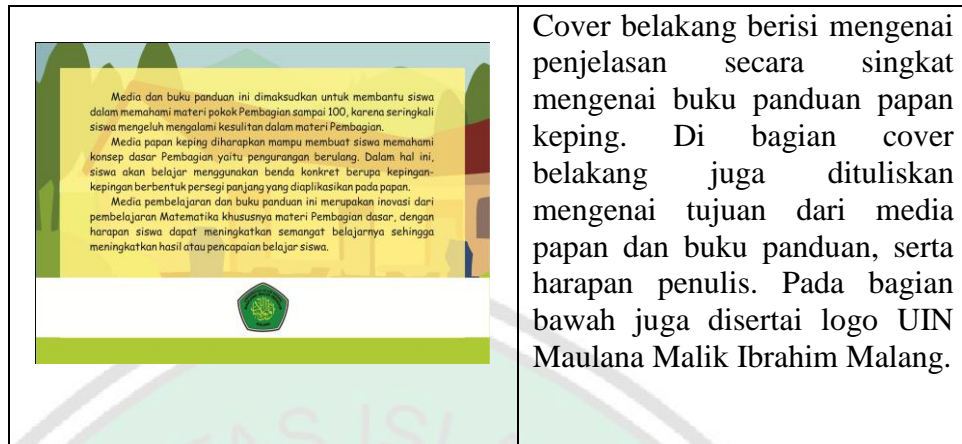 Media dan buku panduan ini dimaksudkan untuk membantu siswa
dalam memahami materi pokok Pembagian sampai 100, karena seringkali
siswa mengeluh mengalami kesulitan dalam materi Pembagian.
Media papan keping diharapkan mampu membuat siswa memahami
konsep dasar Pembagian yaitu pengurangan berulang. Dalam hal ini,
siswa akan belajar menggunakan benda konkret berupa kepingan-
kepingan berbentuk persegi panjang yang diaplikasikan pada papan.
Media pembelajaran dan buku panduan ini merupakan inovasi dari
pembelajaran Matematika khususnya materi Pembagian dasar, dengan
harapan siswa dapat meningkatkan semangat belajarnya sehingga
meningkatkan hasil atau pencapaian belajar siswa.
Cover belakang berisi mengenai
penjelasan secara singkat
mengenai buku panduan papan
keping. Di bagian cover
belakang juga dituliskan
mengenai tujuan dari media
papan dan buku panduan, serta
harapan penulis. Pada bagian
bawah juga disertai logo UIN
Maulana Malik Ibrahim Malang.